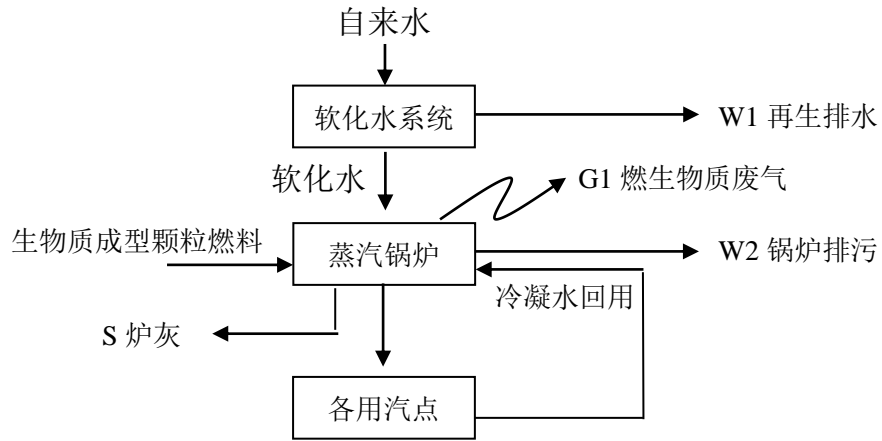 自来水
软化水系统
W1 再生排水
软化水
G1 燃生物质废气
生物质成型颗粒燃料
蒸汽锅炉
W2 锅炉排污
冷凝水回用
S 炉灰
各用汽点